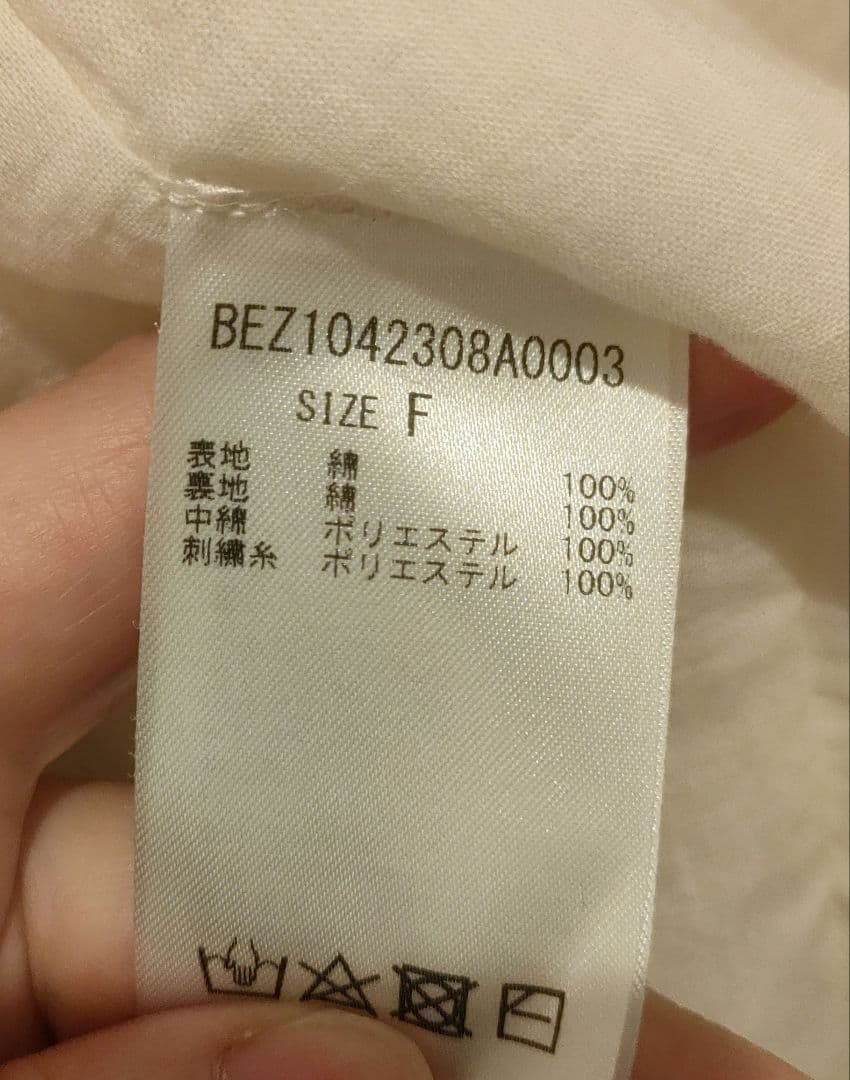 BEZ1042308A0003
SIZE F
表地 綿 100%
裏地 綿 100%
中綿 ポリエステル 100%
刺繍糸 ポリエステル 100%